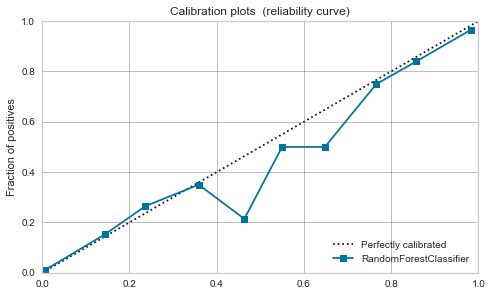 Calibration plots  (reliability curve)
1.0
0.8
0.6
0.4
0.2
0.0
Fraction of positives
Perfectly calibrated
RandomForestClassifier
0.0 0.2 0.4 0.6 0.8 1.0